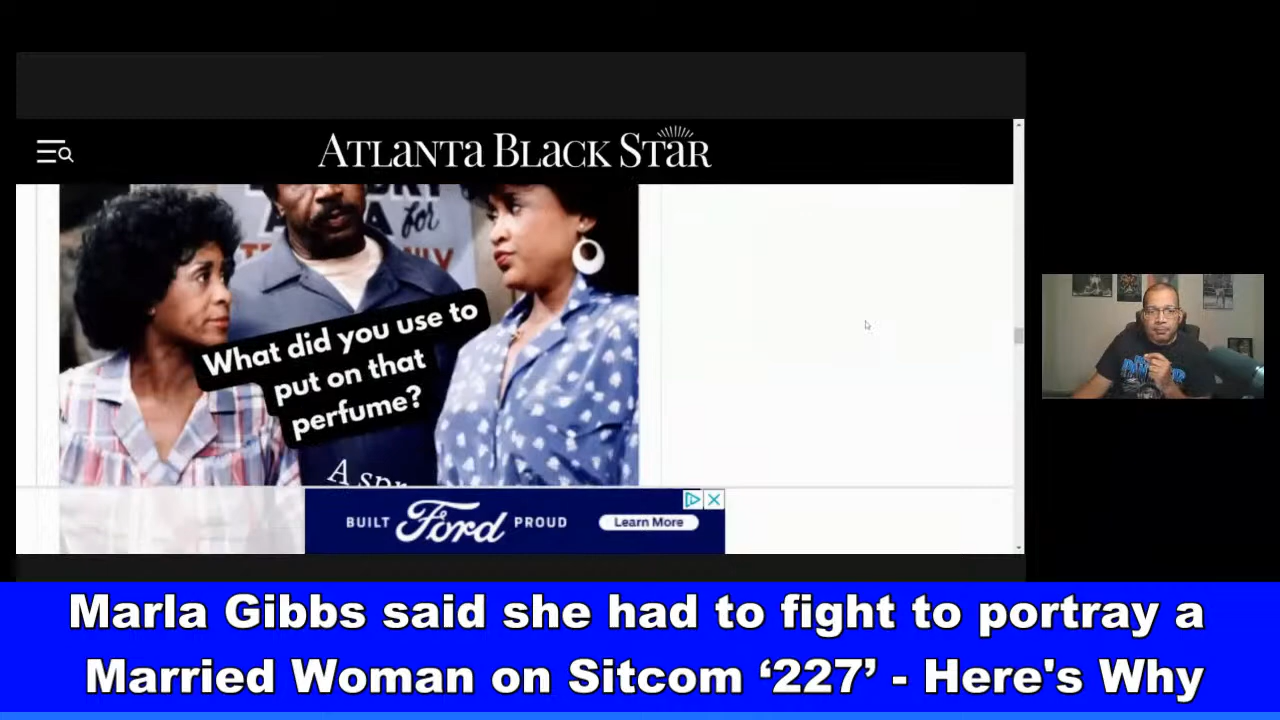 ATLANTA BLACK STAR
for
What did you use to
put on that
perfume?
BUILT Ford PROUD Learn More
Marla Gibbs said she had to fight to portray a
Married Woman on Sitcom ‘227’ - Here's Why